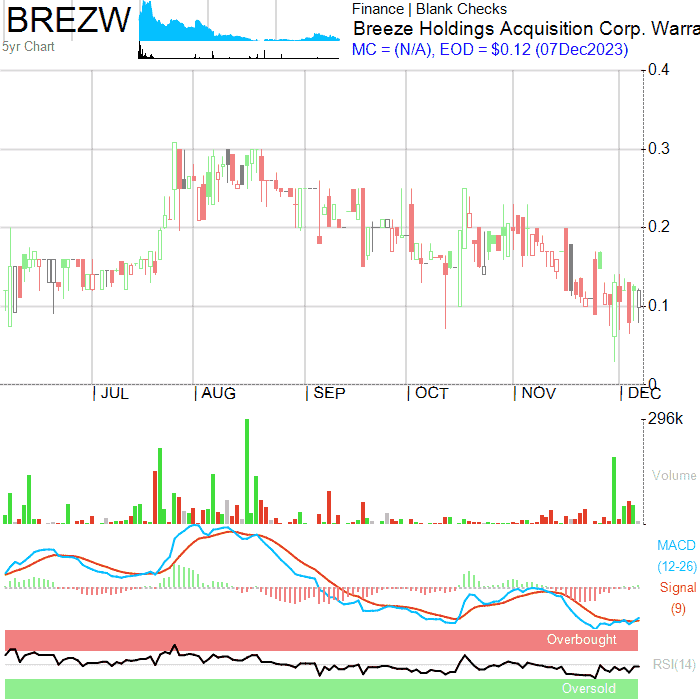 BREZW
5yr Chart
Finance | Blank Checks
Breeze Holdings Acquisition Corp. Warra
MC = (N/A), EOD = $0.12 (07Dec2023)
0.4
0.3
0.2
0.1
0
JUL
AUG
SEP
OCT
NOV
DEC
296k
Volume
MACD
(12-26)
Signal
(9)
Overbought
RSI(14)
Oversold